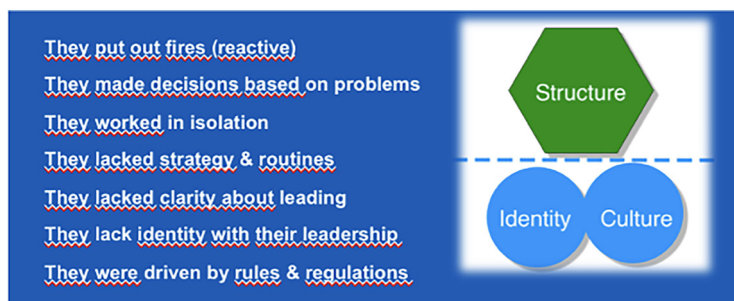 They put out fires (reactive)
They made decisions based on problems
They worked in isolation
They lacked strategy & routines
They lacked clarity about leading
They lack identity with their leadership
They were driven by rules & regulations
Structure
Identity
Culture